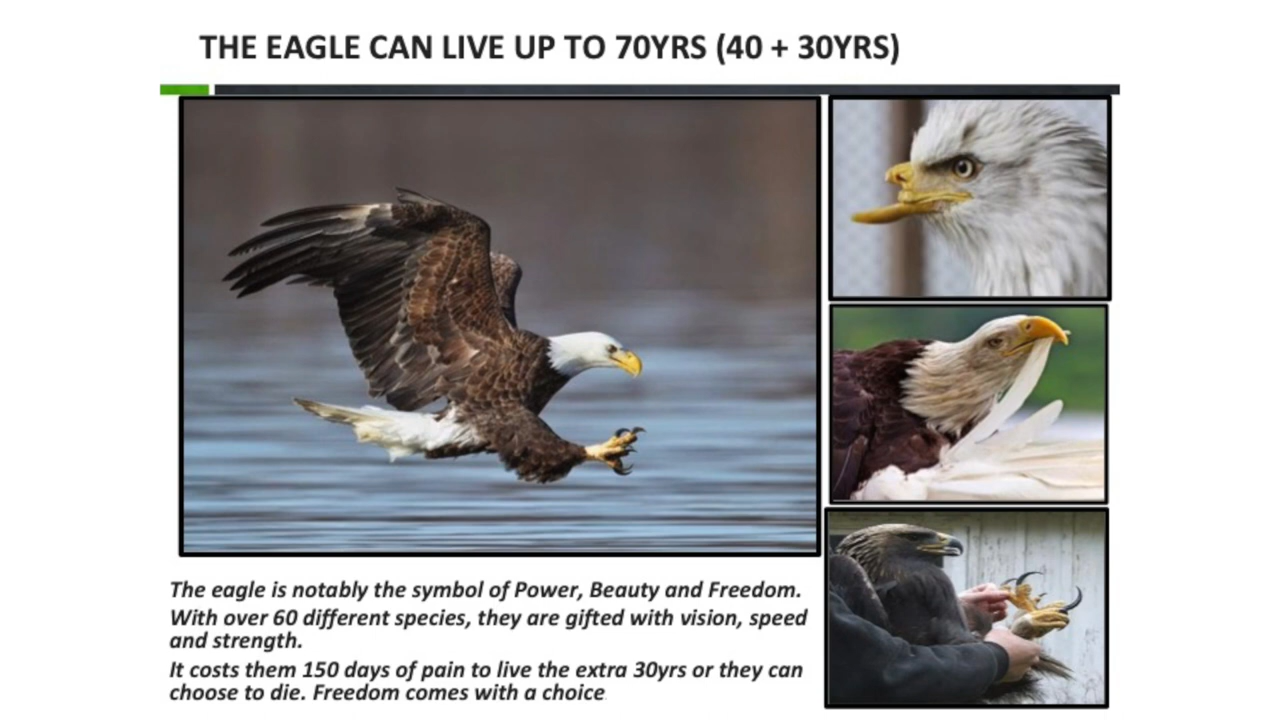 THE EAGLE CAN LIVE UP TO 70YRS (40 + 30YRS)
The eagle is notably the symbol of Power, Beauty and Freedom.
With over 60 different species, they are gifted with vision, speed
and strength.
It costs them 150 days of pain to live the extra 30yrs or they can
choose to die. Freedom comes with a choice